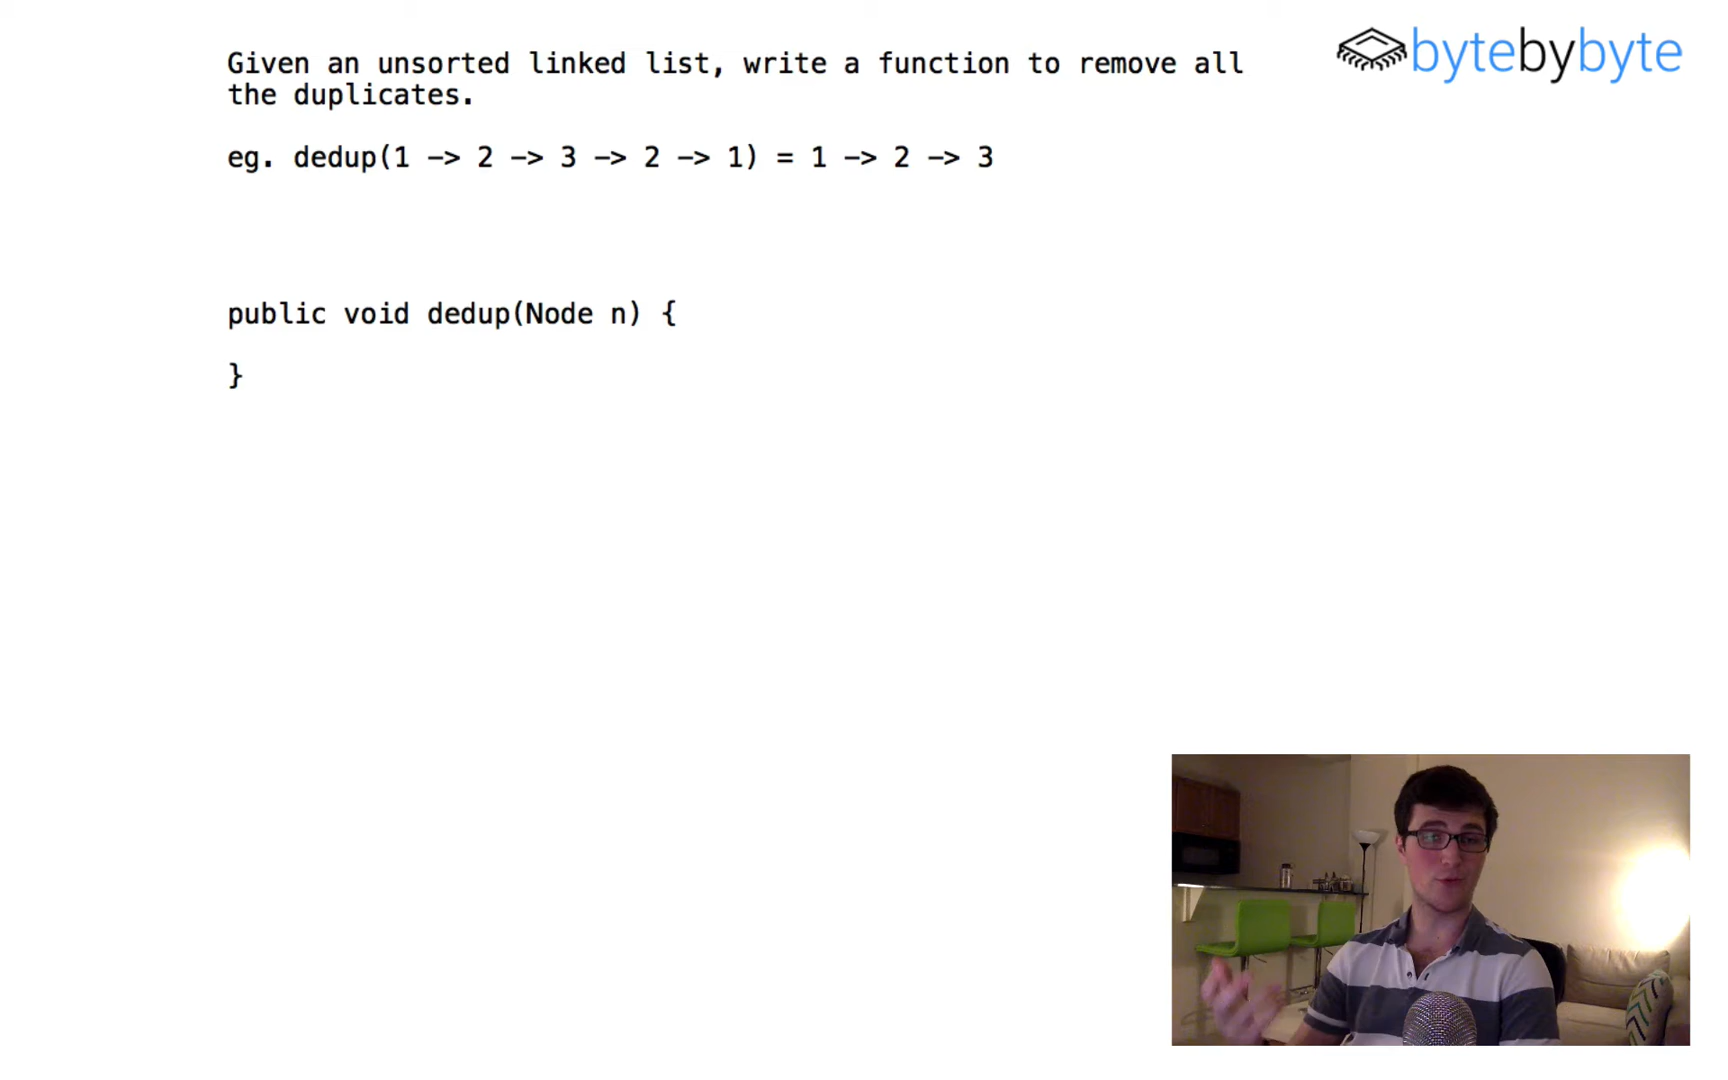 bytebybyte
Given an unsorted linked list, write a function to remove all
the duplicates.
eg. dedup(1 -> 2 -> 3 -> 2 -> 1) = 1 -> 2 -> 3
public void dedup(Node n) {
}